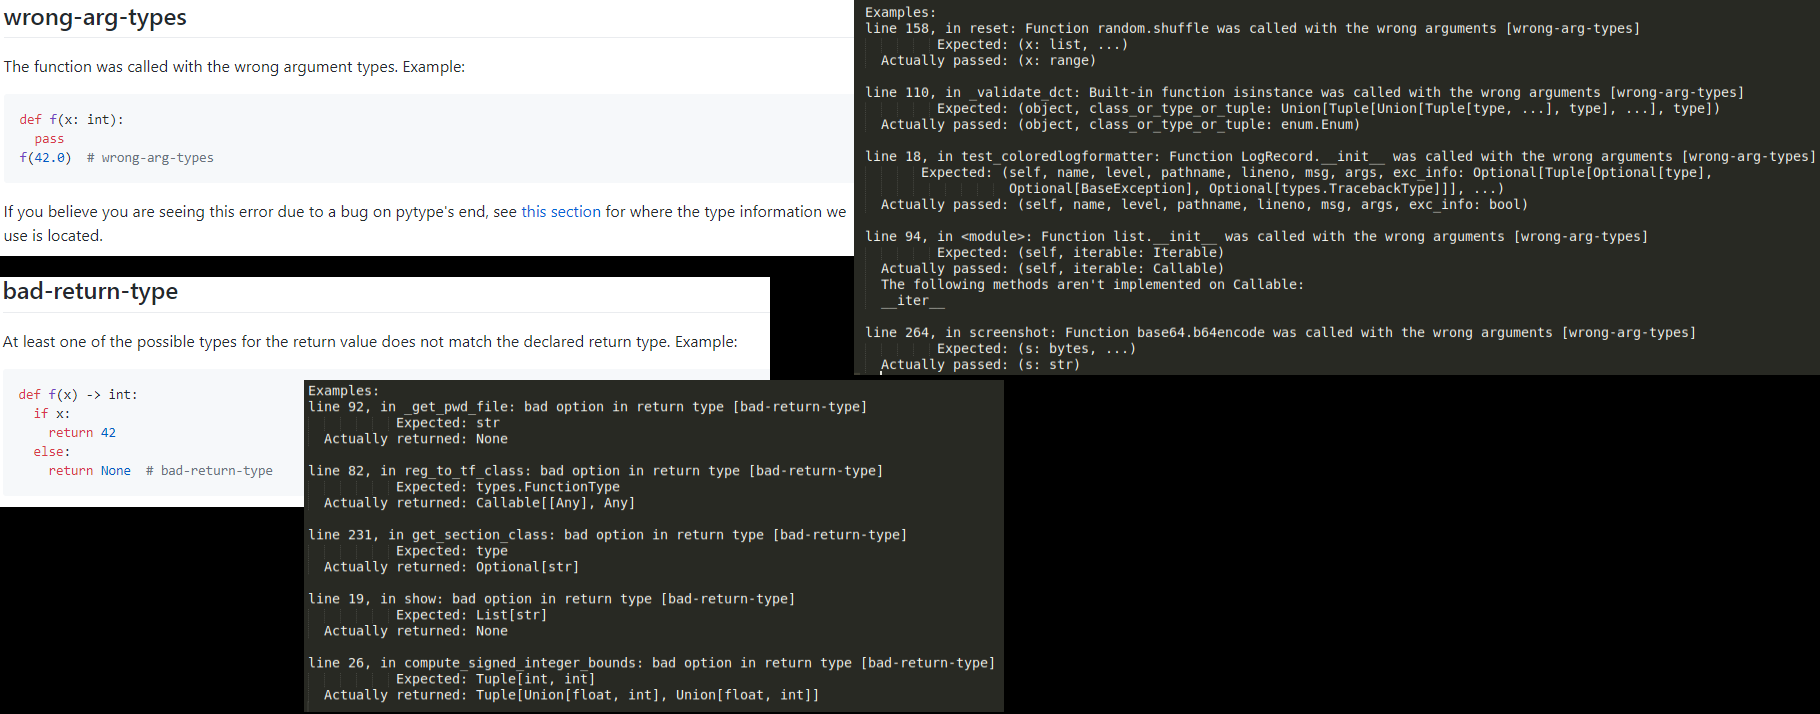 wrong-arg-types
The function was called with the wrong argument types. Example:
def f(x: int):
  pass
f(42.0)  # wrong-arg-types
If you believe you are seeing this error due to a bug on pytype's end, see this section for where the type information we
use is located.
bad-return-type
At least one of the possible types for the return value does not match the declared return type. Example:
def f(x) -> int:
  if x:
    return 42
  else:
    return None  # bad-return-type
Examples:
line 158, in reset: Function random.shuffle was called with the wrong arguments [wrong-arg-types]
         Expected: (x: list, ...)
  Actually passed: (x: range)
line 110, in _validate_dct: Built-in function isinstance was called with the wrong arguments [wrong-arg-types]
         Expected: (object, class_or_type_or_tuple: Union[Tuple[Union[Tuple[type, ...], type], ...], type])
  Actually passed: (object, class_or_type_or_tuple: enum.Enum)
line 18, in test_coloredlogformatter: Function LogRecord.__init__ was called with the wrong arguments [wrong-arg-types]
       Expected: (self, name, level, pathname, lineno, msg, args, exc_info: Optional[Tuple[Optional[type],
                  Optional[BaseException], Optional[types.TracebackType]]], ...)
  Actually passed: (self, name, level, pathname, lineno, msg, args, exc_info: bool)
line 94, in <module>: Function list.__init__ was called with the wrong arguments [wrong-arg-types]
         Expected: (self, iterable: Iterable)
  Actually passed: (self, iterable: Callable)
  The following methods aren't implemented on Callable:
  __iter__
line 264, in screenshot: Function base64.b64encode was called with the wrong arguments [wrong-arg-types]
         Expected: (s: bytes, ...)
  Actually passed: (s: str)
Examples:
line 92, in _get_pwd_file: bad option in return type [bad-return-type]
           Expected: str
  Actually returned: None
line 82, in reg_to_tf_class: bad option in return type [bad-return-type]
           Expected: types.FunctionType
  Actually returned: Callable[[Any], Any]
line 231, in get_section_class: bad option in return type [bad-return-type]
           Expected: type
  Actually returned: Optional[str]
line 19, in show: bad option in return type [bad-return-type]
           Expected: List[str]
  Actually returned: None
line 26, in compute_signed_integer_bounds: bad option in return type [bad-return-type]
           Expected: Tuple[int, int]
  Actually returned: Tuple[Union[float, int], Union[float, int]]